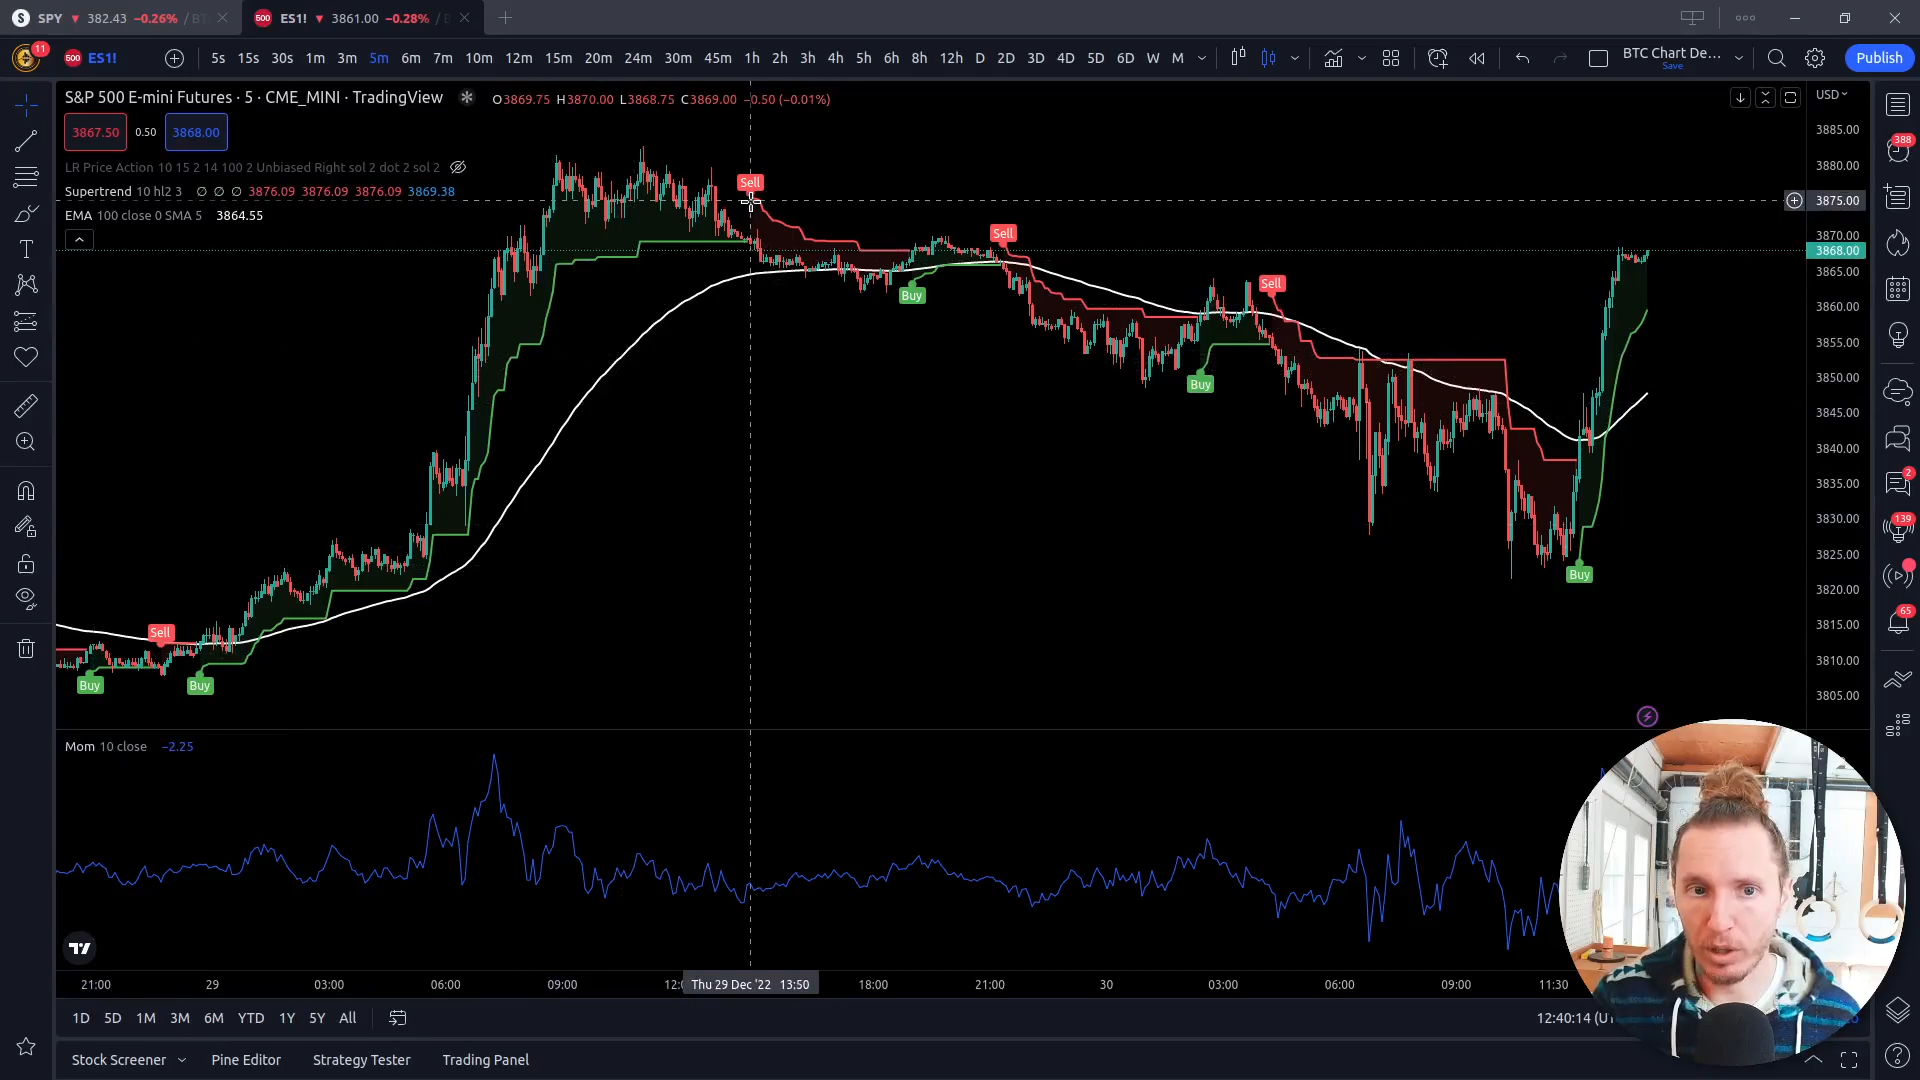 S SPY ▼ 382.43 −0.26% / BT
500 ES1! ▼ 3861.00 −0.28% / B
11
500 ES1! 5s 15s 30s 1m 3m 5m 6m 7m 10m 12m 15m 20m 24m 30m 45m 1h 2h 3h 4h 5h 6h 8h 12h D 2D 3D 4D 5D 6D W M
BTC Chart De...
Save
Publish
S&P 500 E-mini Futures · 5 · CME_MINI · TradingView
O3869.75 H3870.00 L3868.75 C3869.00 −0.50 (−0.01%)
USD
3867.50 0.50 3868.00
LR Price Action 10 15 2 14 100 2 Unbiased Right sol 2 dot 2 sol 2
Supertrend 10 hl2 3 ∅ ∅ ∅ 3876.09 3876.09 3876.09 3869.38
EMA 100 close 0 SMA 5 3864.55
Sell
Sell
Sell
Sell
Buy
Buy
Buy
Buy
Buy
3885.00
3880.00
3875.00
3870.00
3868.00
3865.00
3860.00
3855.00
3850.00
3845.00
3840.00
3835.00
3830.00
3825.00
3820.00
3815.00
3810.00
3805.00
388
2
139
65
Mom 10 close −2.25
21:00 29 03:00 06:00 09:00 Thu 29 Dec '22 13:50 18:00 21:00 30 03:00 06:00 09:00 11:30
1D 5D 1M 3M 6M YTD 1Y 5Y All
12:40:14 (UT
Stock Screener Pine Editor Strategy Tester Trading Panel